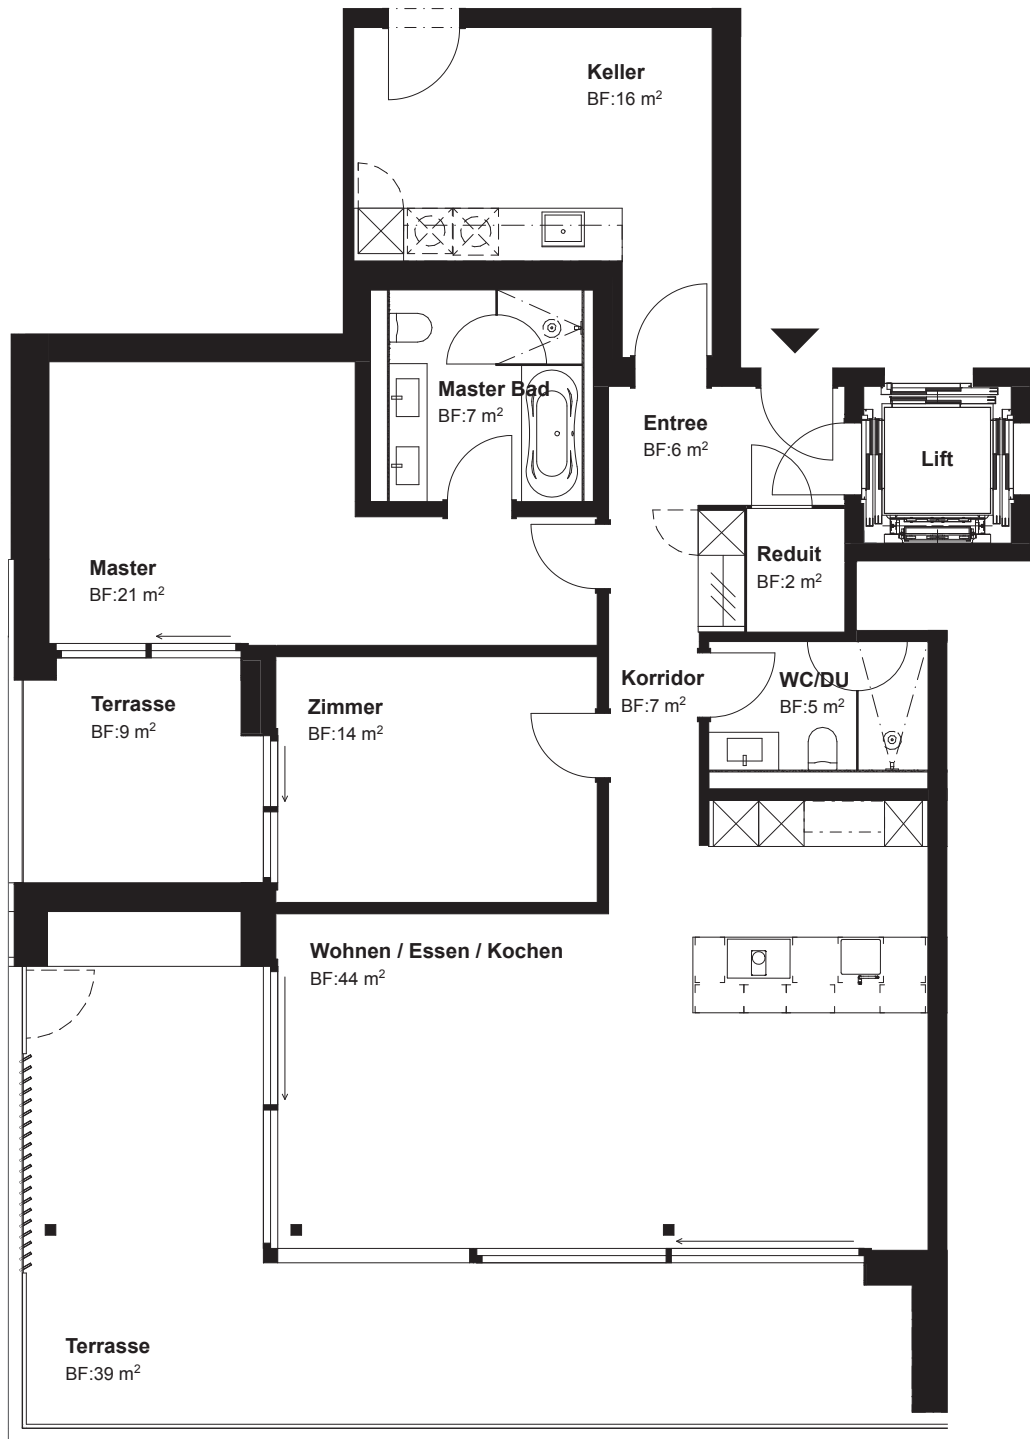 Keller
BF:16 m²
Master Bad
BF:7 m²
Entree
BF:6 m²
Lift
Master
BF:21 m²
Reduit
BF:2 m²
Terrasse
BF:9 m²
Zimmer
BF:14 m²
Korridor
BF:7 m²
WC/DU
BF:5 m²
Wohnen / Essen / Kochen
BF:44 m²
Terrasse
BF:39 m²